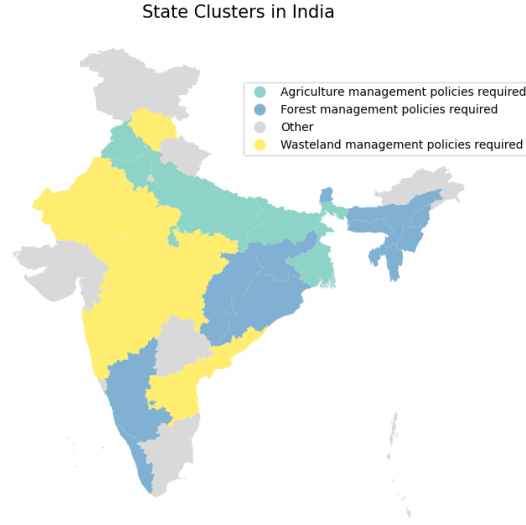 State Clusters in India
Agriculture management policies required
Forest management policies required
Other
Wasteland management policies required